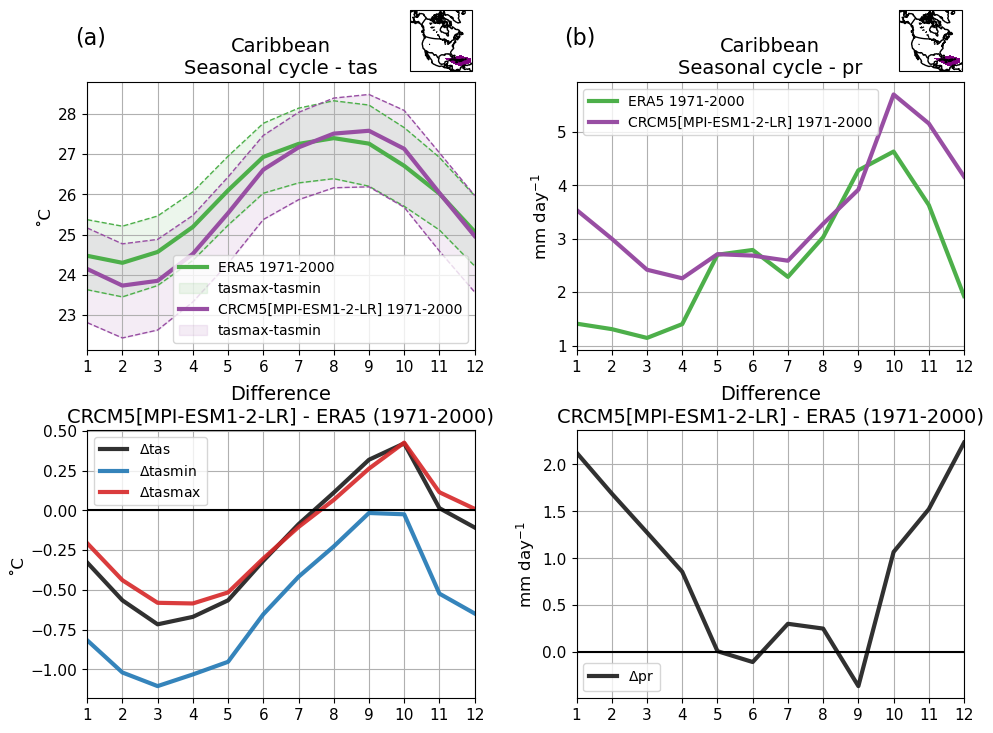 (a)
Caribbean
Seasonal cycle - tas
28
27
26
25
24
23
˚C
ERA5 1971-2000
tasmax-tasmin
CRCM5[MPI-ESM1-2-LR] 1971-2000
tasmax-tasmin
1 2 3 4 5 6 7 8 9 10 11 12
(b)
Caribbean
Seasonal cycle - pr
ERA5 1971-2000
CRCM5[MPI-ESM1-2-LR] 1971-2000
5
4
3
2
1
mm day⁻¹
1 2 3 4 5 6 7 8 9 10 11 12
Difference
CRCM5[MPI-ESM1-2-LR] - ERA5 (1971-2000)
0.50
0.25
0.00
−0.25
−0.50
−0.75
−1.00
˚C
Δtas
Δtasmin
Δtasmax
1 2 3 4 5 6 7 8 9 10 11 12
Difference
CRCM5[MPI-ESM1-2-LR] - ERA5 (1971-2000)
2.0
1.5
1.0
0.5
0.0
mm day⁻¹
Δpr
1 2 3 4 5 6 7 8 9 10 11 12